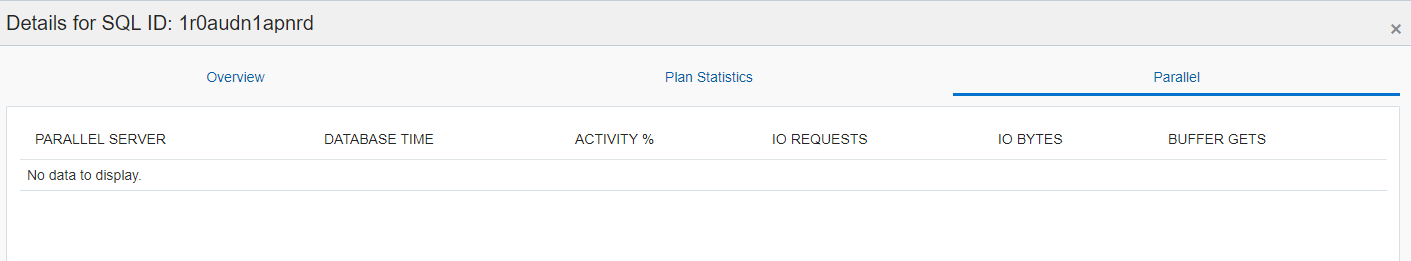 Details for SQL ID: 1r0audn1apnrd ×
Overview Plan Statistics Parallel
PARALLEL SERVER DATABASE TIME ACTIVITY % IO REQUESTS IO BYTES BUFFER GETS
No data to display.